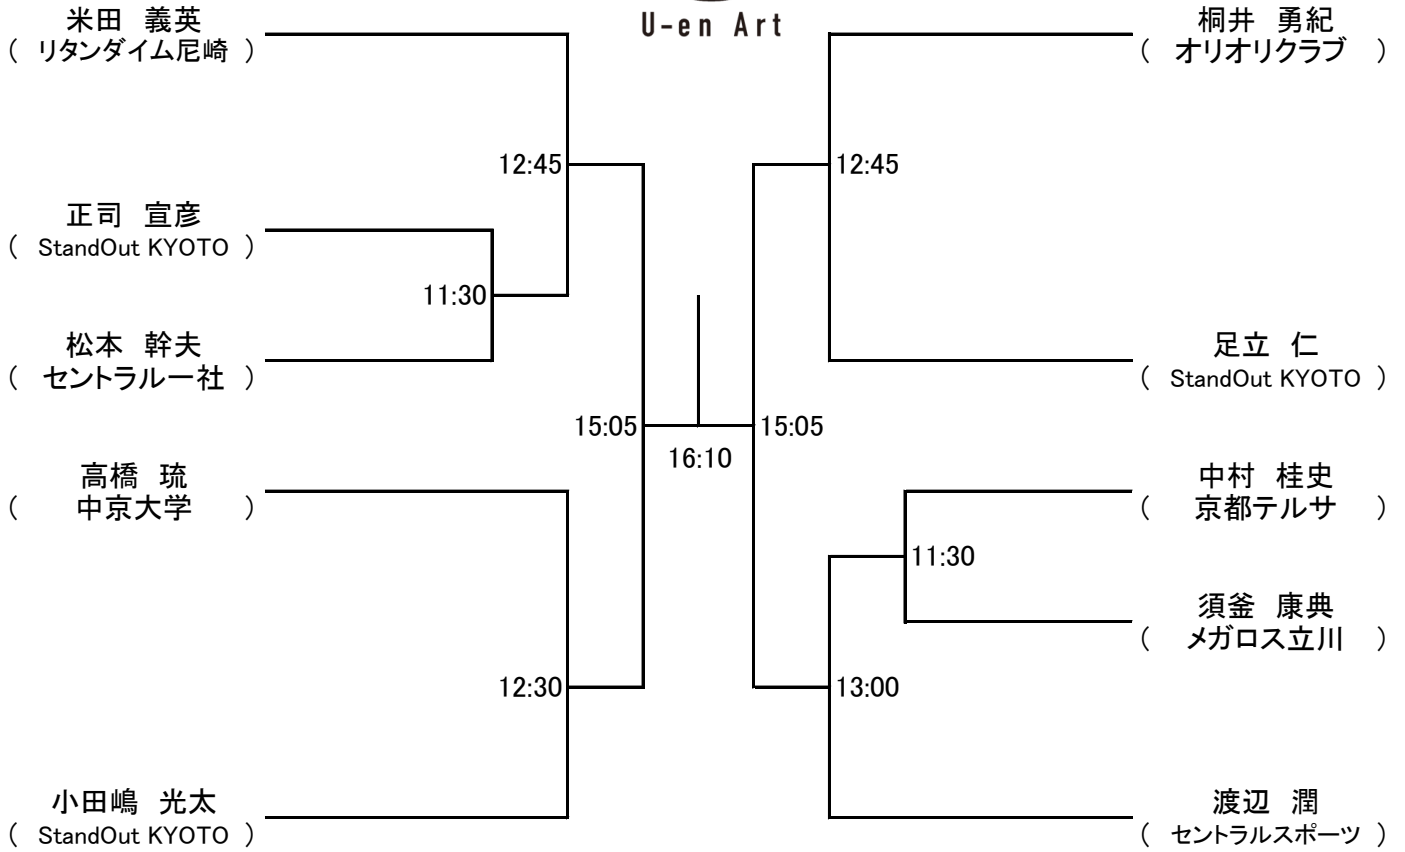 U-en Art
米田　義英
（ リタンダイム尼崎 ）
12:45
正司　宣彦
（ StandOut KYOTO ）
11:30
松本　幹夫
（ セントラル一社 ）
15:05
高橋　琉
（ 中京大学 ）
12:30
小田嶋　光太
（ StandOut KYOTO ）
16:10
桐井　勇紀
（ オリオリクラブ ）
12:45
足立　仁
（ StandOut KYOTO ）
15:05
中村　桂史
（ 京都テルサ ）
11:30
須釜　康典
（ メガロス立川 ）
13:00
渡辺　潤
（ セントラルスポーツ ）